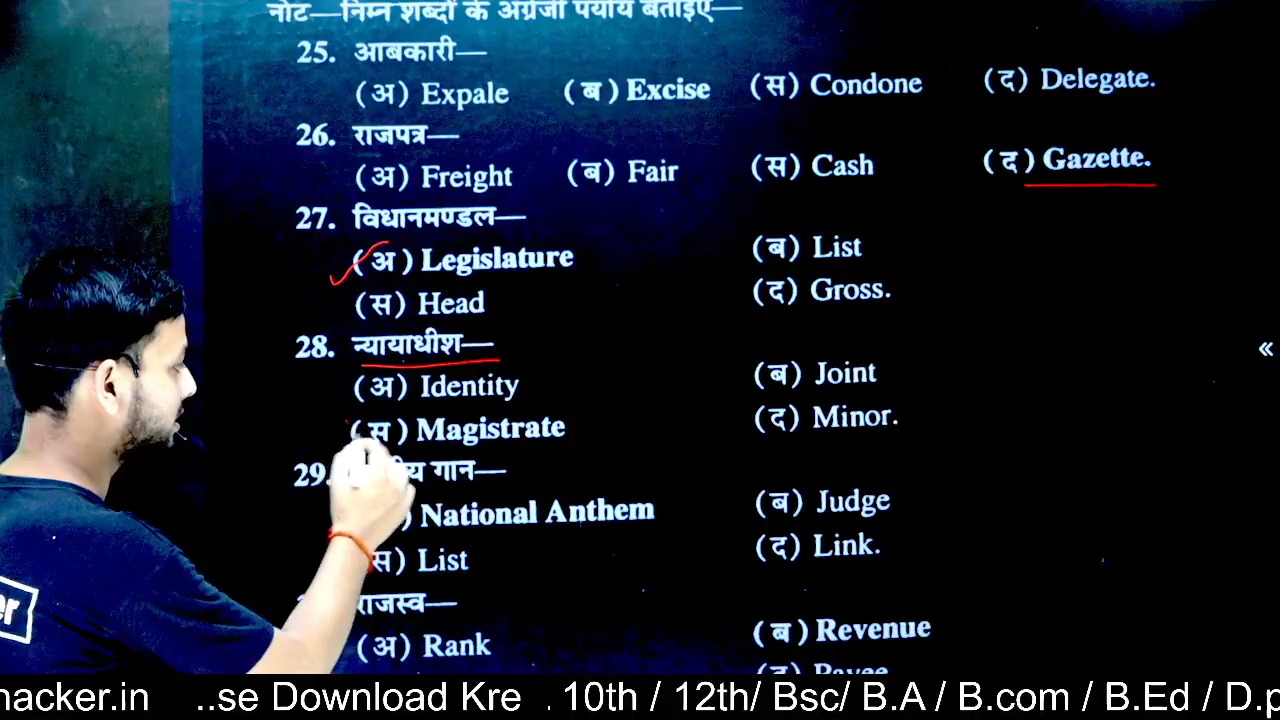 नोट—निम्न शब्दों के अंग्रेजी पर्याय बताइए—
25. आबकारी—
(अ) Expale (ब) Excise (स) Condone (द) Delegate.
26. राजपत्र—
(अ) Freight (ब) Fair (स) Cash (द) Gazette.
27. विधानमण्डल—
(अ) Legislature (ब) List
(स) Head (द) Gross.
28. न्यायाधीश—
(अ) Identity (ब) Joint
(स) Magistrate (द) Minor.
29. गान—
National Anthem (ब) Judge
(स) List (द) Link.
राजस्व—
(अ) Rank (ब) Revenue
(द) Payee
«
er
hacker.in ..se Download Kre . 10th / 12th/ Bsc/ B.A / B.com / B.Ed / D.p